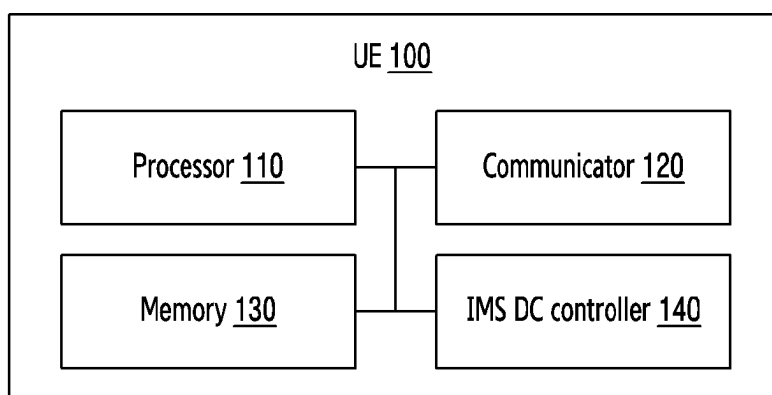 UE 100
Processor 110
Communicator 120
Memory 130
IMS DC controller 140